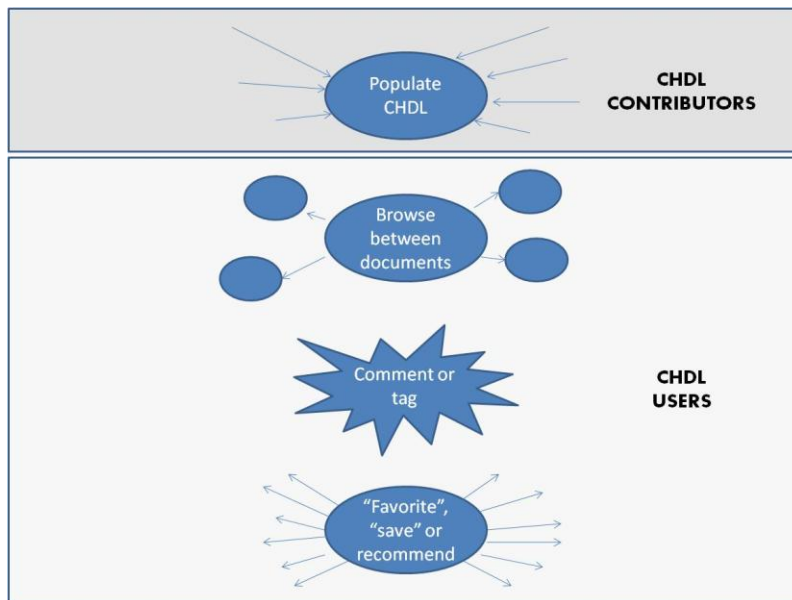 Populate
CHDL
CHDL
CONTRIBUTORS
Browse
between
documents
Comment or
tag
CHDL
USERS
“Favorite”,
“save” or
recommend